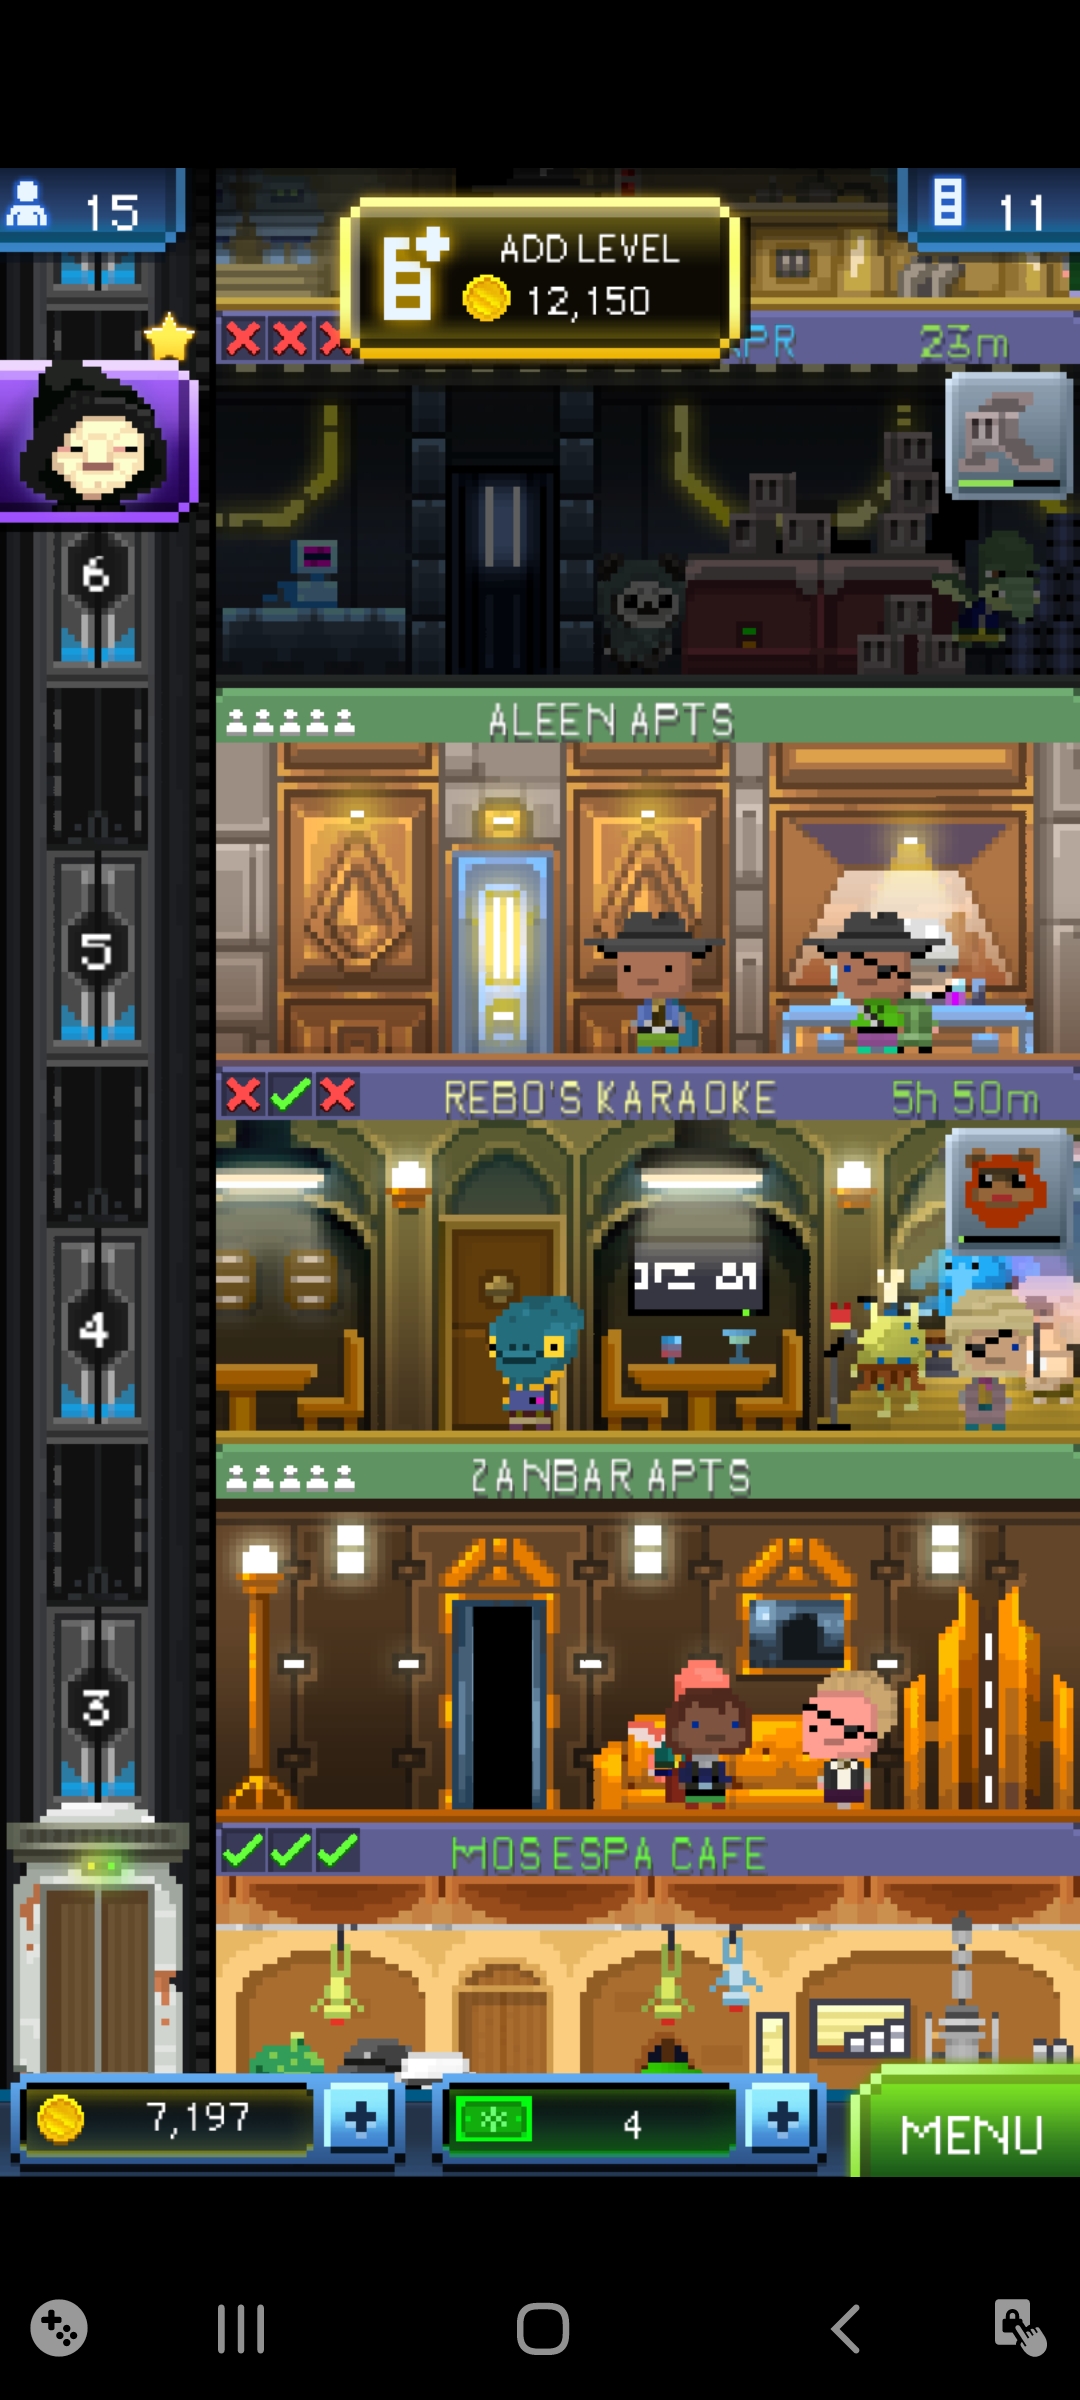 15
ADD LEVEL
12,150
11
PR
23m
6
ALEEN APTS
5
REBO'S KARAOKE
5h 50m
4
ZANBAR APTS
3
MOS ESPA CAFE
7,197
4
MENU